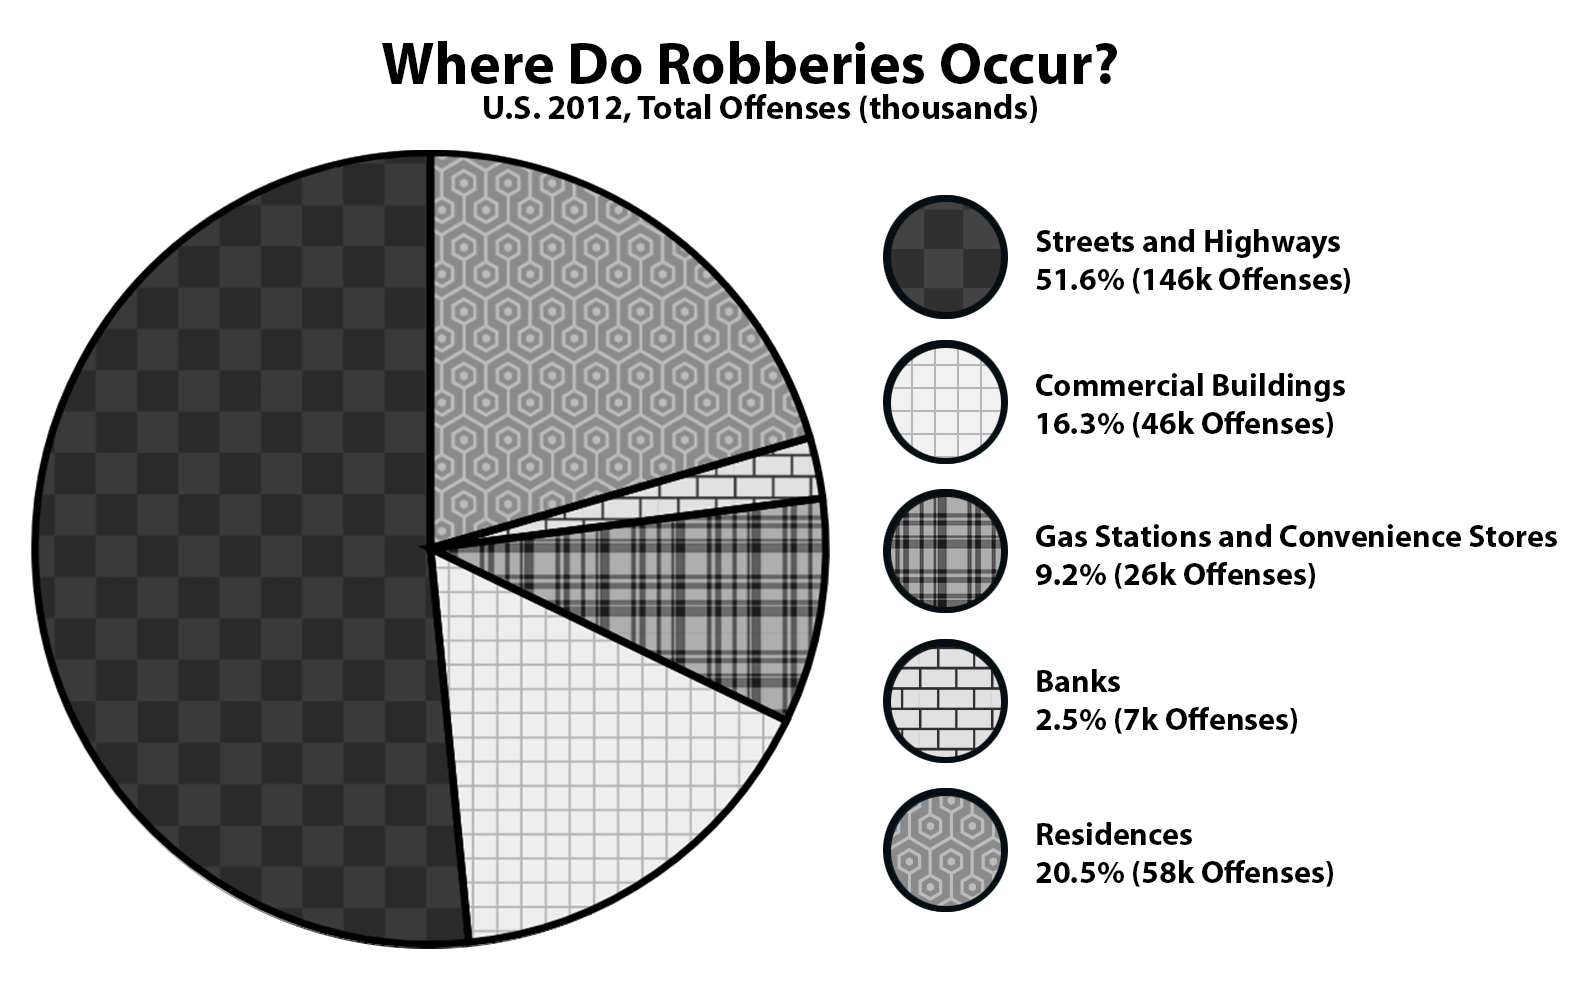 Where Do Robberies Occur?
U.S. 2012, Total Offenses (thousands)
Streets and Highways
51.6% (146k Offenses)
Commercial Buildings
16.3% (46k Offenses)
Gas Stations and Convenience Stores
9.2% (26k Offenses)
Banks
2.5% (7k Offenses)
Residences
20.5% (58k Offenses)